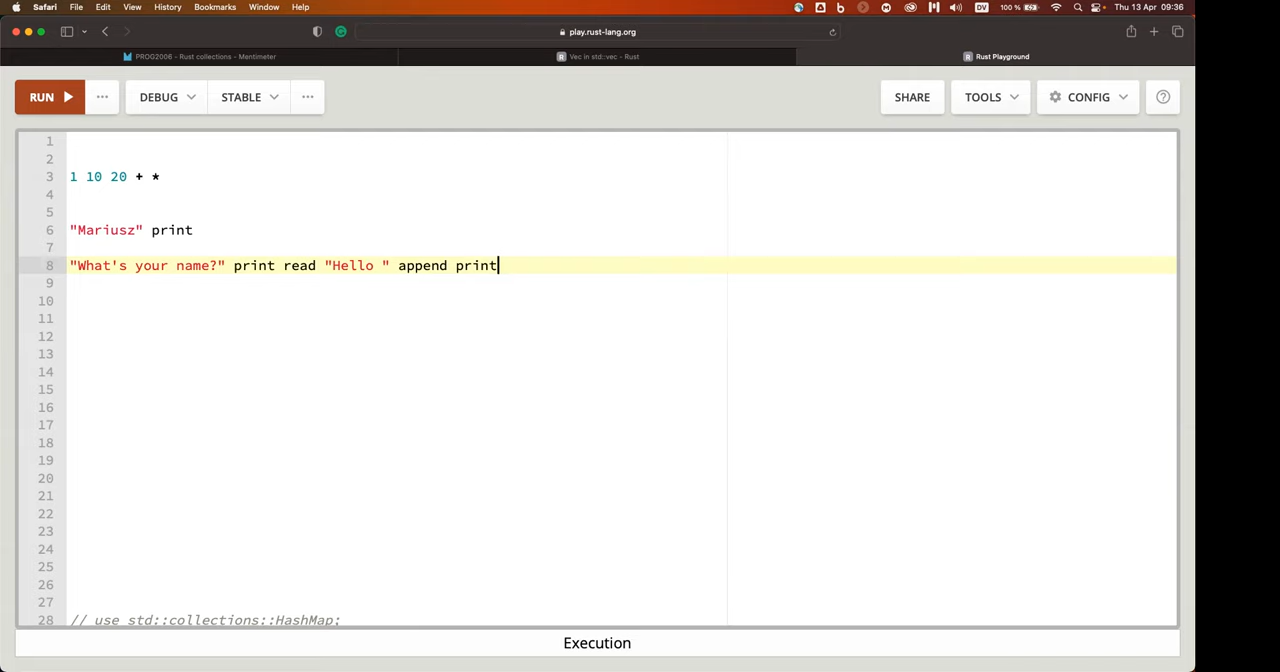 Safari File Edit View History Bookmarks Window Help DV 100 % Thu 13 Apr 09:36
play.rust-lang.org
PROG2006 - Rust collections - Mentimeter Vec in std::vec - Rust Rust Playground
RUN ··· DEBUG STABLE ··· SHARE TOOLS CONFIG ?
1
2
3 1 10 20 + *
4
5
6 "Mariusz" print
7
8 "What's your name?" print read "Hello " append print
9
10
11
12
13
14
15
16
17
18
19
20
21
22
23
24
25
26
27
28 // use std::collections::HashMap;
Execution